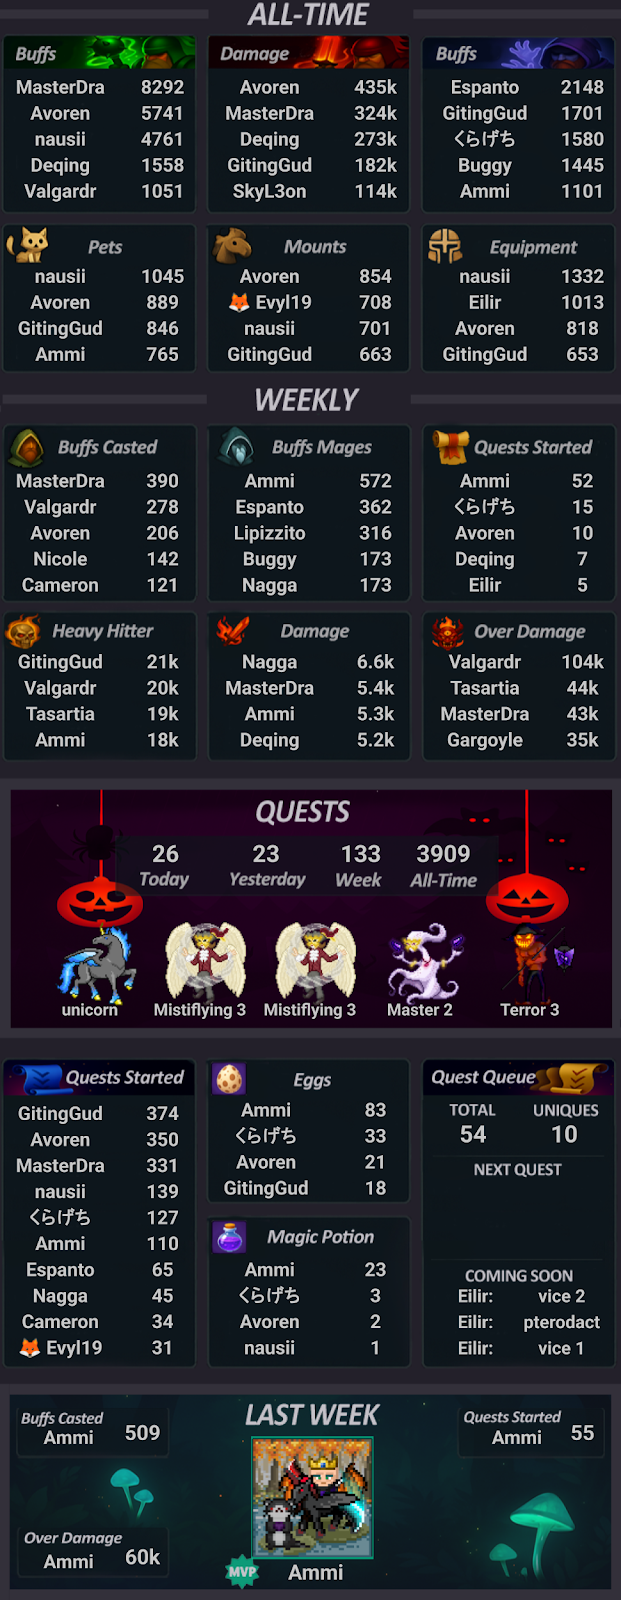 ALL-TIME
Buffs
MasterDra 8292
Avoren 5741
nausii 4761
Deqing 1558
Valgardr 1051
Damage
Avoren 435k
MasterDra 324k
Deqing 273k
GitingGud 182k
SkyL3on 114k
Buffs
Espanto 2148
GitingGud 1701
くらげち 1580
Buggy 1445
Ammi 1101
Pets
nausii 1045
Avoren 889
GitingGud 846
Ammi 765
Mounts
Avoren 854
🦊 Evyl19 708
nausii 701
GitingGud 663
Equipment
nausii 1332
Eilir 1013
Avoren 818
GitingGud 653
WEEKLY
Buffs Casted
MasterDra 390
Valgardr 278
Avoren 206
Nicole 142
Cameron 121
Buffs Mages
Ammi 572
Espanto 362
Lipizzito 316
Buggy 173
Nagga 173
Quests Started
Ammi 52
くらげち 15
Avoren 10
Deqing 7
Eilir 5
Heavy Hitter
GitingGud 21k
Valgardr 20k
Tasartia 19k
Ammi 18k
Damage
Nagga 6.6k
MasterDra 5.4k
Ammi 5.3k
Deqing 5.2k
Over Damage
Valgardr 104k
Tasartia 44k
MasterDra 43k
Gargoyle 35k
QUESTS
26 23 133 3909
Today Yesterday Week All-Time
unicorn Mistiflying 3 Mistiflying 3 Master 2 Terror 3
Quests Started
GitingGud 374
Avoren 350
MasterDra 331
nausii 139
くらげち 127
Ammi 110
Espanto 65
Nagga 45
Cameron 34
🦊 Evyl19 31
Eggs
Ammi 83
くらげち 33
Avoren 21
GitingGud 18
Magic Potion
Ammi 23
くらげち 3
Avoren 2
nausii 1
Quest Queue
TOTAL UNIQUES
54 10
NEXT QUEST
COMING SOON
Eilir: vice 2
Eilir: pterodact
Eilir: vice 1
LAST WEEK
Buffs Casted
Ammi 509
Quests Started
Ammi 55
Over Damage
Ammi 60k
MVP
Ammi